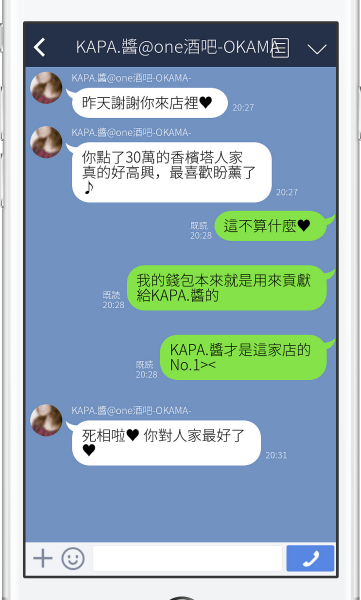 KAPA.醬@one酒吧-OKAMA
KAPA.醬@one酒吧-OKAMA-
昨天謝謝你來店裡♥
20:27
KAPA.醬@one酒吧-OKAMA-
你點了30萬的香檳塔人家
真的好高興，最喜歡盼薰了
♪
20:27
這不算什麼♥
既読
20:28
我的錢包本來就是用來貢獻
給KAPA.醬的
既読
20:28
KAPA.醬才是這家店的
No.1><
既読
20:28
KAPA.醬@one酒吧-OKAMA-
死相啦♥ 你對人家最好了
♥
20:31